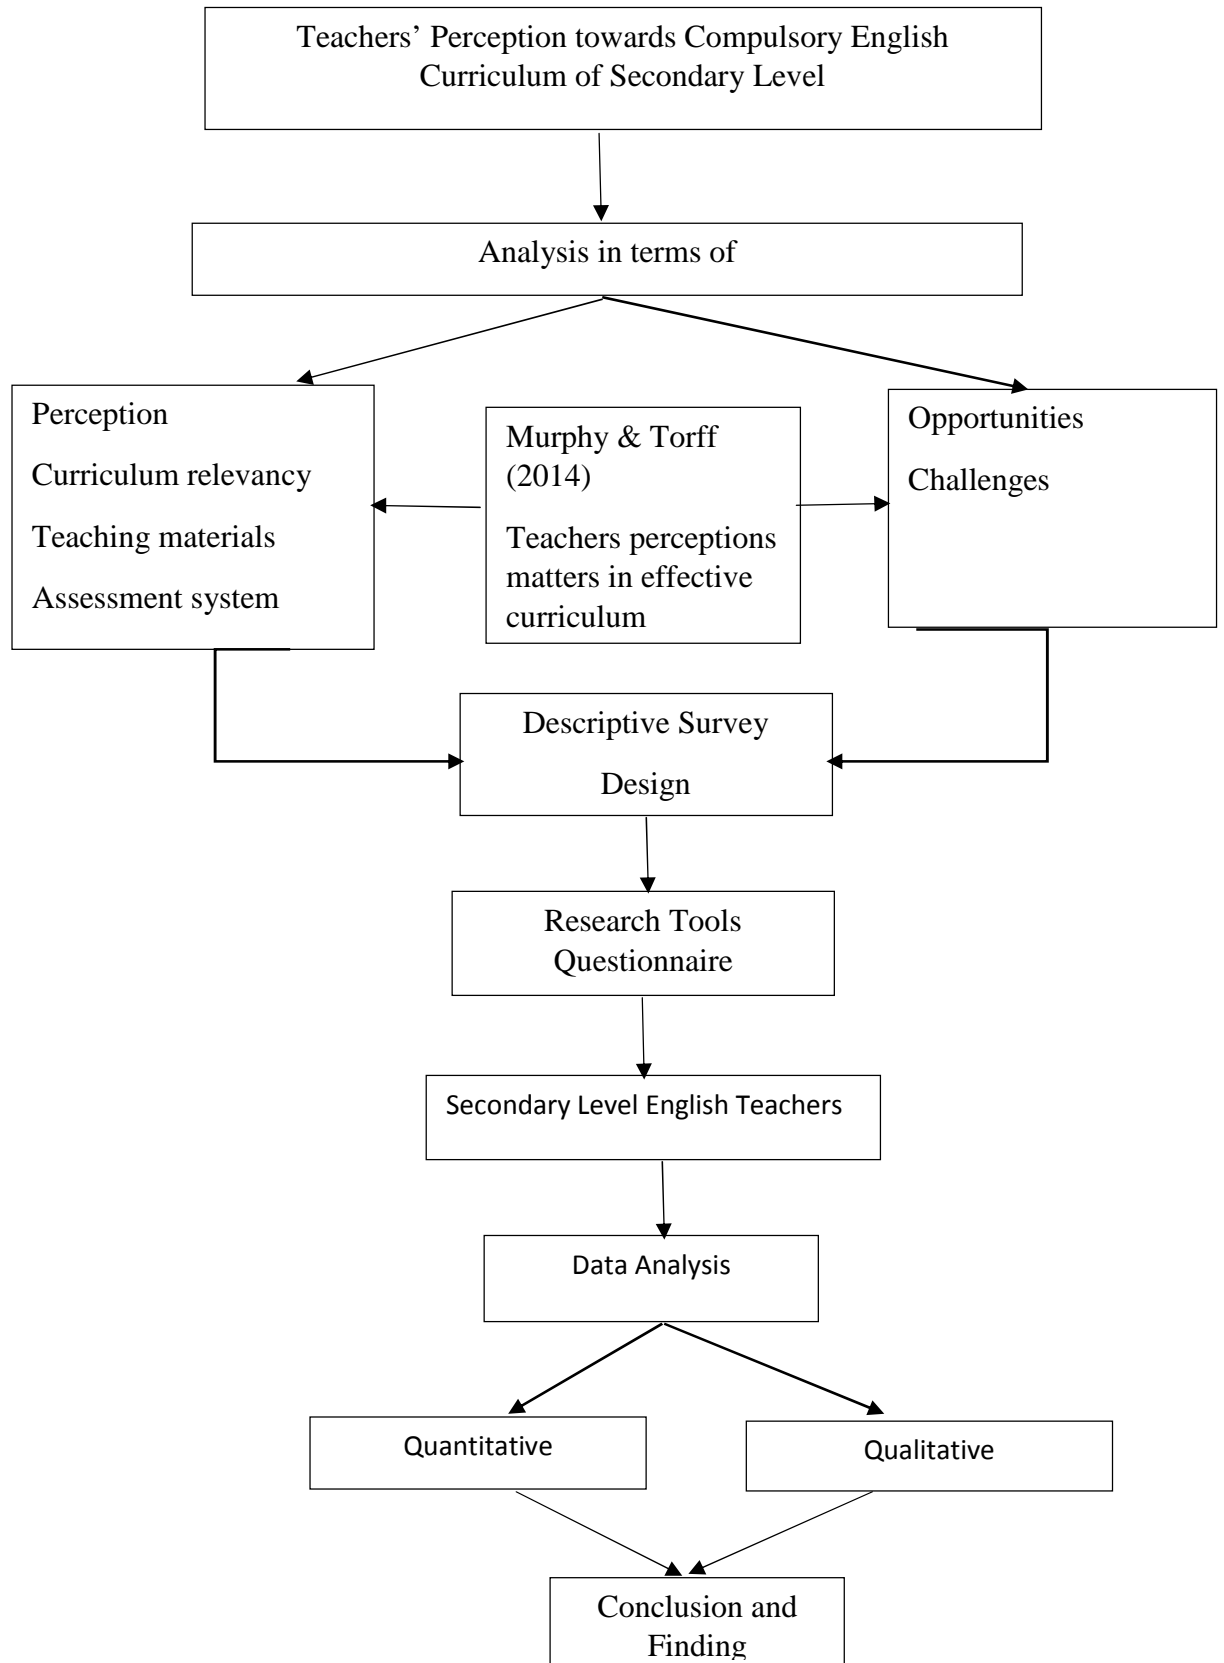 Teachers’ Perception towards Compulsory English
Curriculum of Secondary Level
Analysis in terms of
Perception
Curriculum relevancy
Teaching materials
Assessment system
Murphy & Torff
(2014)
Teachers perceptions
matters in effective
curriculum
Opportunities
Challenges
Descriptive Survey
Design
Research Tools
Questionnaire
Secondary Level English Teachers
Data Analysis
Quantitative
Qualitative
Conclusion and
Finding